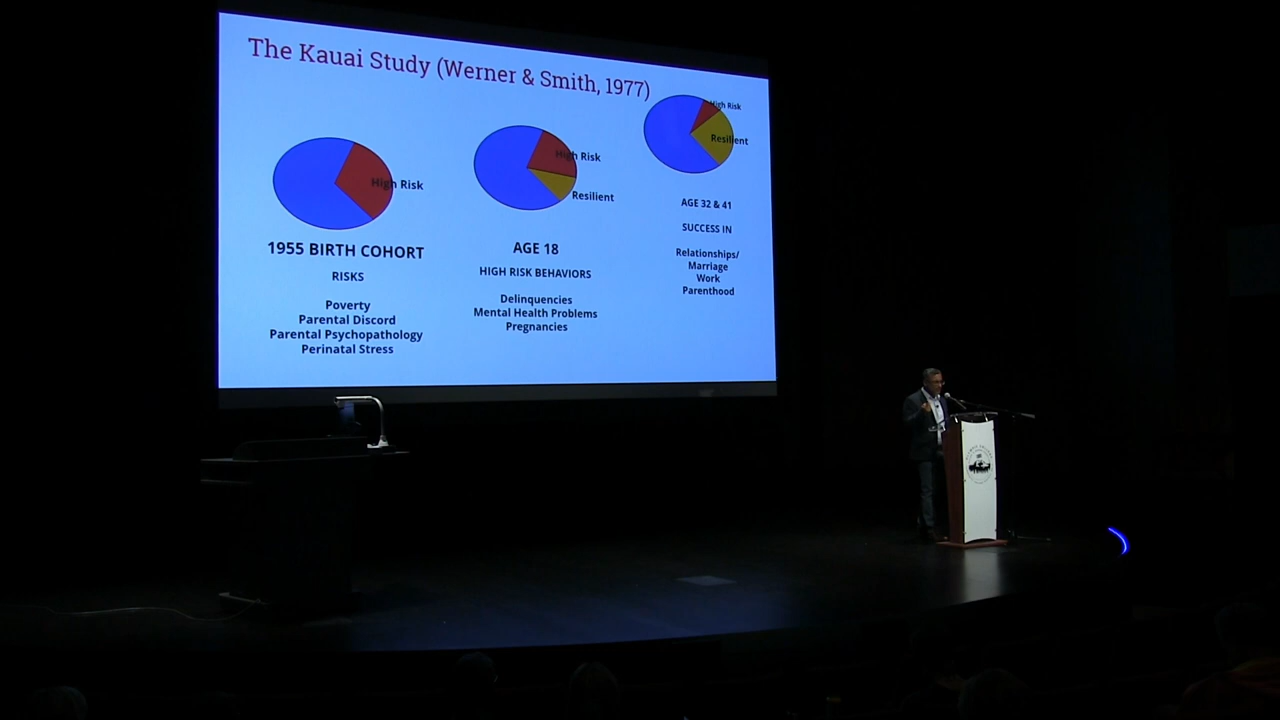 The Kauai Study (Werner & Smith, 1977)
High Risk
1955 BIRTH COHORT
RISKS
Poverty
Parental Discord
Parental Psychopathology
Perinatal Stress
High Risk
Resilient
AGE 18
HIGH RISK BEHAVIORS
Delinquencies
Mental Health Problems
Pregnancies
High Risk
Resilient
AGE 32 & 41
SUCCESS IN
Relationships/
Marriage
Work
Parenthood